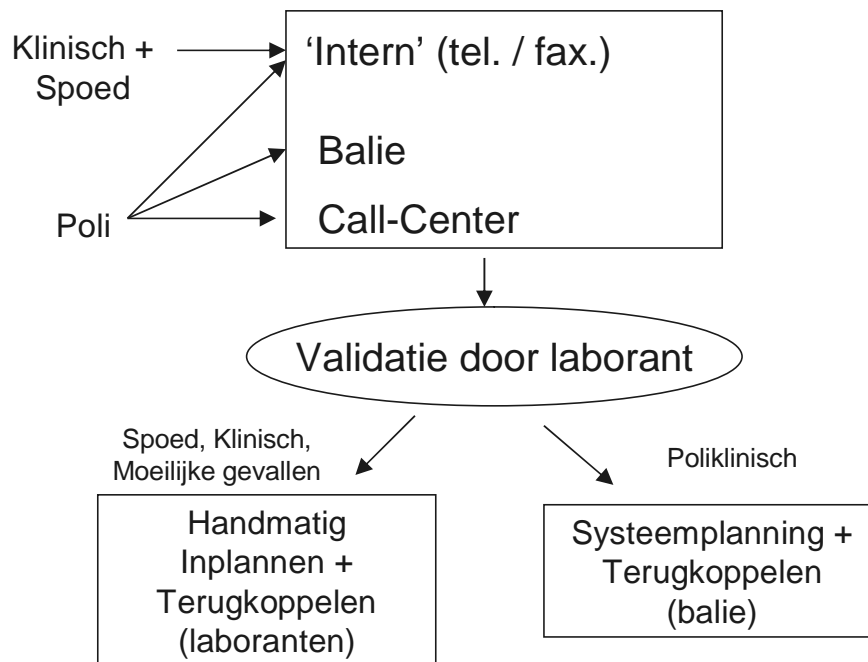 Klinisch +
Spoed
‘Intern’ (tel. / fax.)
Balie
Poli
Call-Center
Validatie door laborant
Spoed, Klinisch,
Moeilijke gevallen
Poliklinisch
Handmatig
Inplannen +
Terugkoppelen
(laboranten)
Systeemplanning +
Terugkoppelen
(balie)